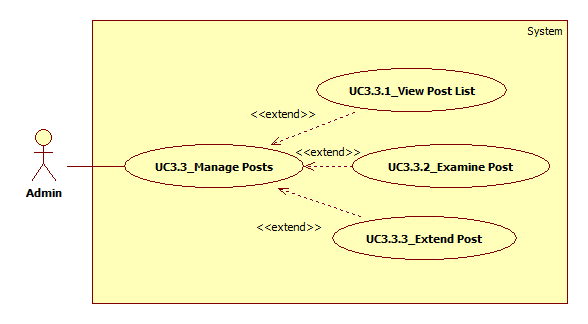 System
UC3.3.1_View Post List
<<extend>>
<<extend>>
UC3.3_Manage Posts
UC3.3.2_Examine Post
Admin
<<extend>>
UC3.3.3_Extend Post